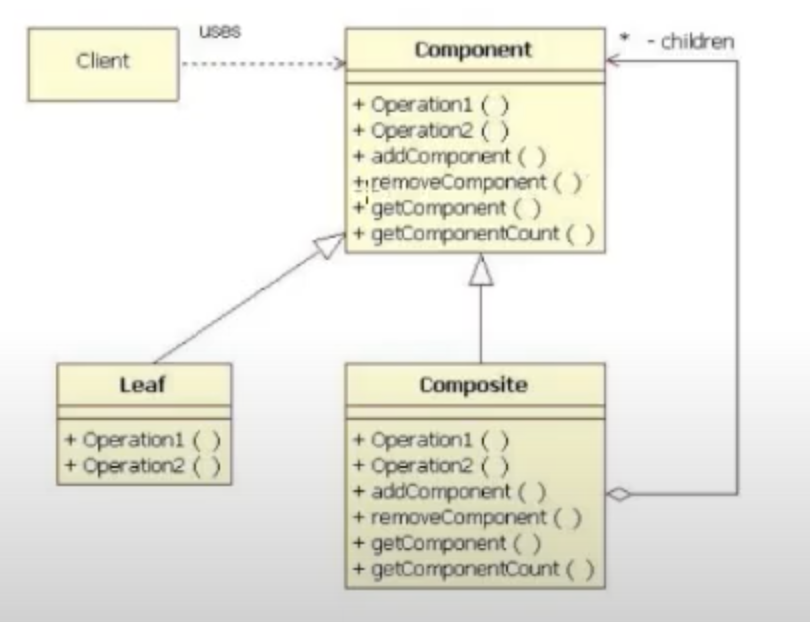 uses
Client
Component
* - children
+ Operation1 ( )
+ Operation2 ( )
+ addComponent ( )
+ removeComponent ( )
+ getComponent ( )
+ getComponentCount ( )
Leaf
+ Operation1 ( )
+ Operation2 ( )
Composite
+ Operation1 ( )
+ Operation2 ( )
+ addComponent ( )
+ removeComponent ( )
+ getComponent ( )
+ getComponentCount ( )